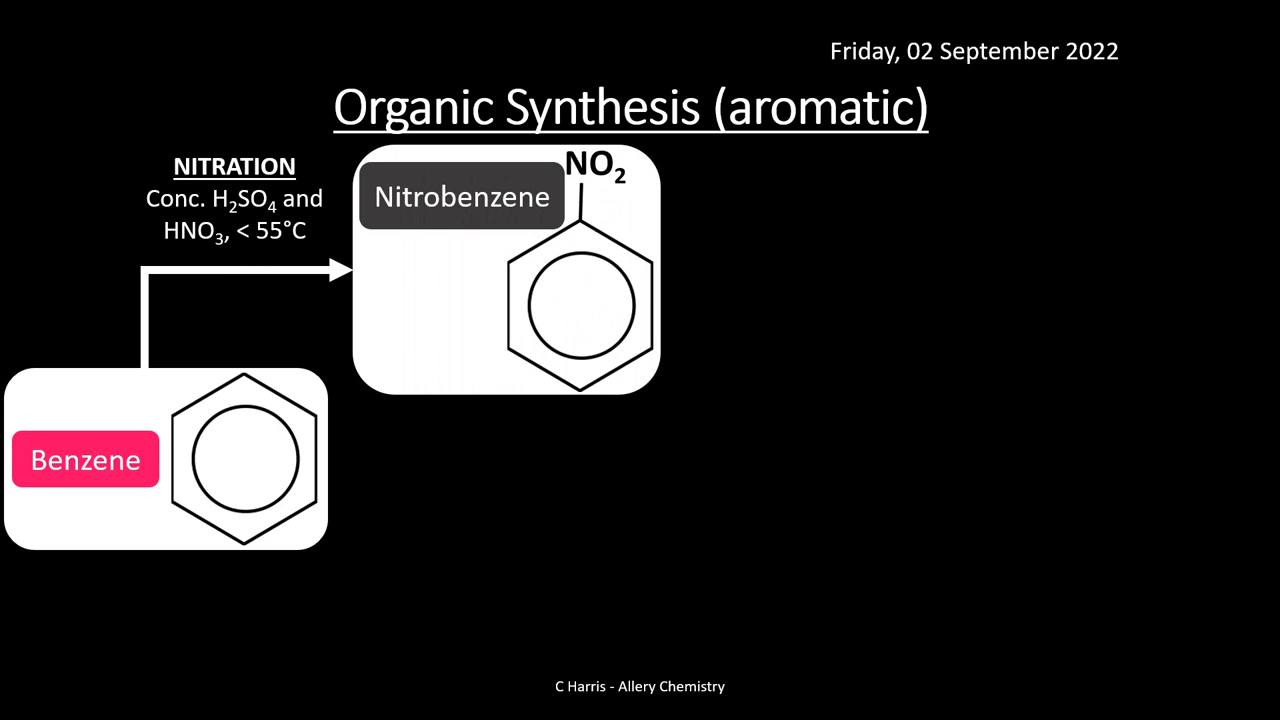 Friday, 02 September 2022
Organic Synthesis (aromatic)
NITRATION
Conc. H₂SO₄ and
HNO₃, < 55°C
NO₂
Nitrobenzene
Benzene
C Harris - Allery Chemistry